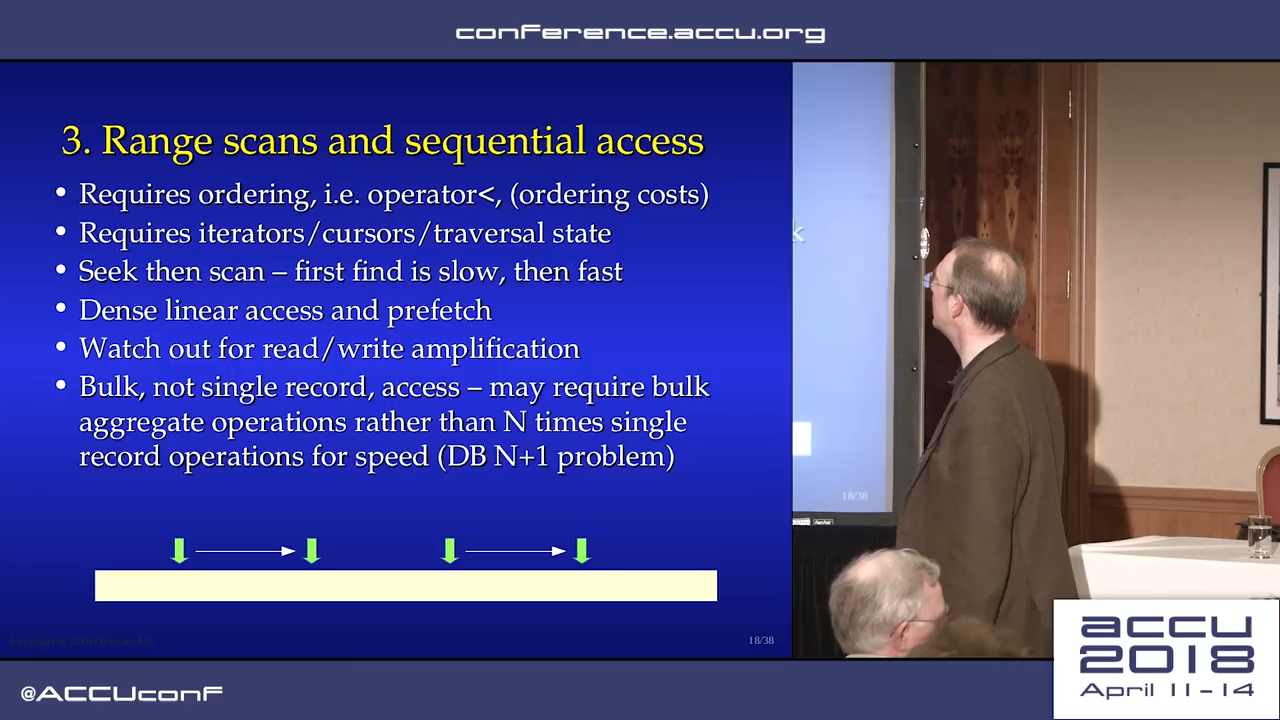 conference.accu.org
3. Range scans and sequential access
• Requires ordering, i.e. operator<, (ordering costs)
• Requires iterators/cursors/traversal state
• Seek then scan – first find is slow, then fast
• Dense linear access and prefetch
• Watch out for read/write amplification
• Bulk, not single record, access – may require bulk
aggregate operations rather than N times single
record operations for speed (DB N+1 problem)
18/38
k
18/38
@ACCUconf
accu
2018
April 11-14